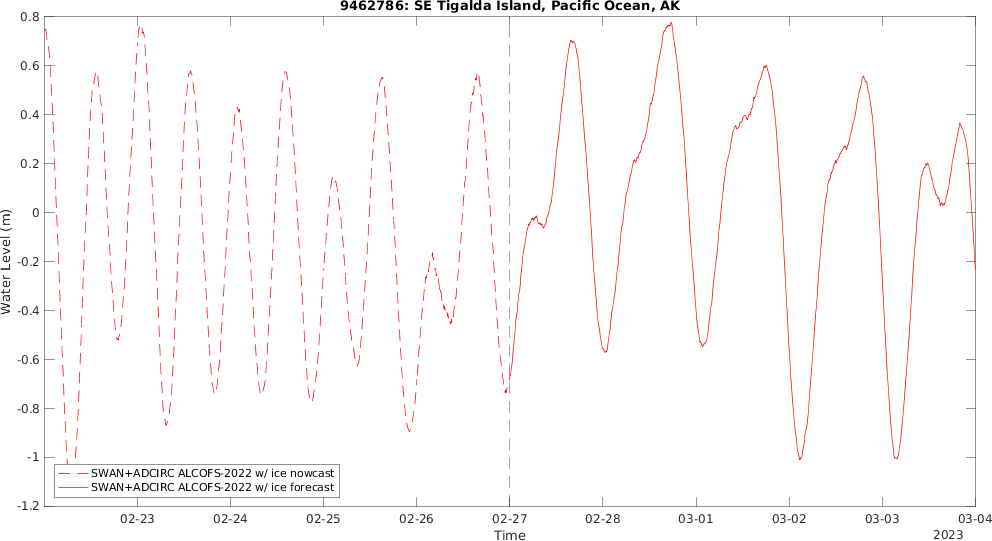 9462786: SE Tigalda Island, Pacific Ocean, AK
0.8
0.6
0.4
0.2
0
-0.2
-0.4
-0.6
-0.8
-1
-1.2
Water Level (m)
SWAN+ADCIRC ALCOFS-2022 w/ ice nowcast
SWAN+ADCIRC ALCOFS-2022 w/ ice forecast
02-23 02-24 02-25 02-26 02-27 02-28 03-01 03-02 03-03 03-04
Time
2023